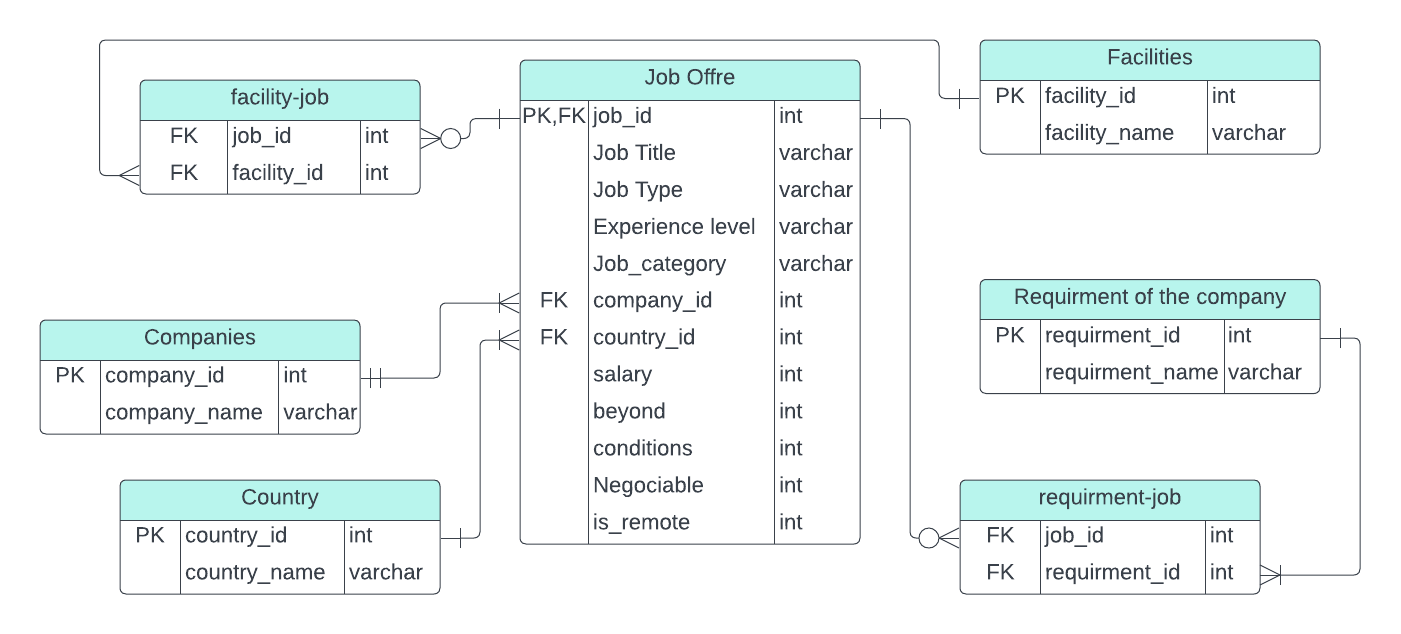 facility-job
FK job_id int
FK facility_id int
Job Offre
PK,FK job_id int
Job Title varchar
Job Type varchar
Experience level varchar
Job_category varchar
FK company_id int
FK country_id int
salary int
beyond int
conditions int
Negociable int
is_remote int
Facilities
PK facility_id int
facility_name varchar
Companies
PK company_id int
company_name varchar
Country
PK country_id int
country_name varchar
Requirment of the company
PK requirment_id int
requirment_name varchar
requirment-job
FK job_id int
FK requirment_id int